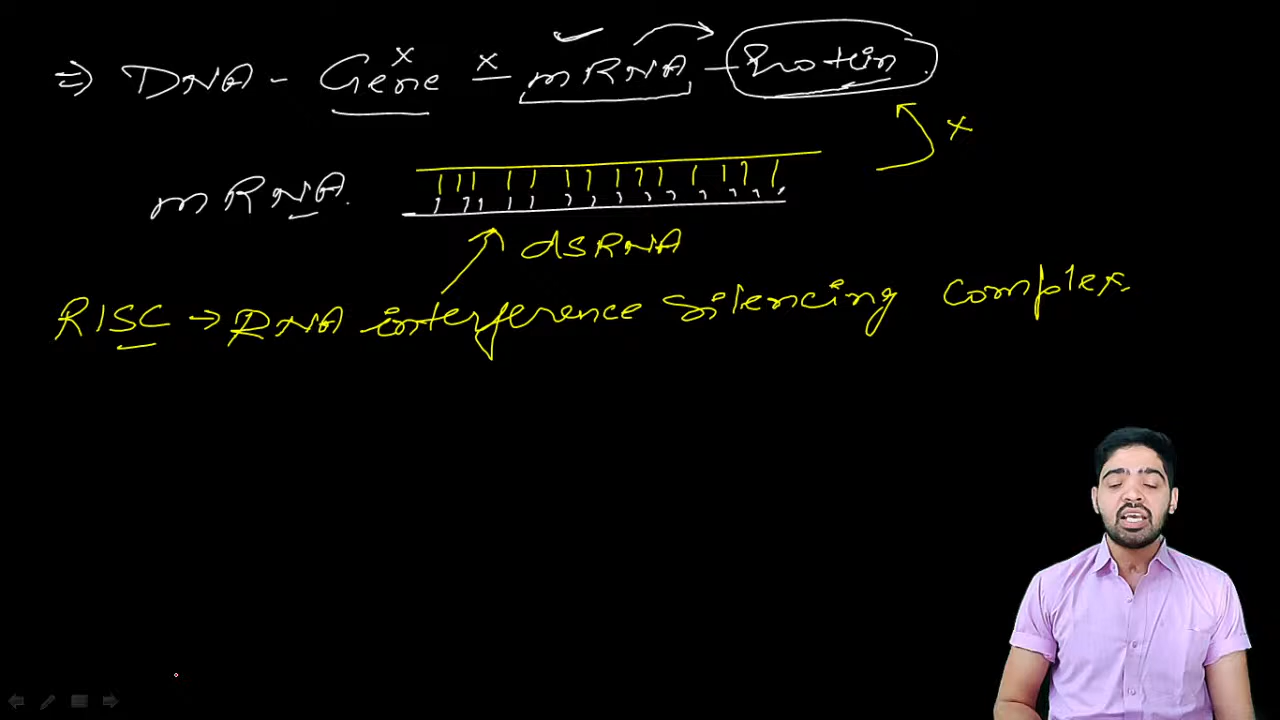 ⇒ DNA - Gene - mRNA - Protein.
mRNA.
dsRNA
RISC → RNA interference silencing complex.